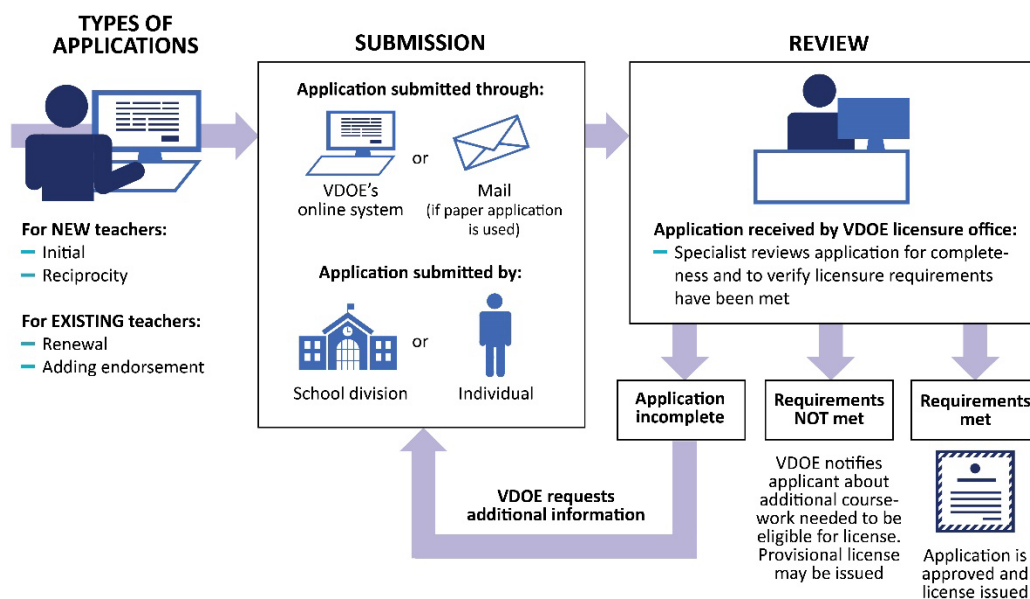 TYPES OF
APPLICATIONS
For NEW teachers:
Initial
Reciprocity
For EXISTING teachers:
Renewal
Adding endorsement
SUBMISSION
Application submitted through:
VDOE's
online system
or
Mail
(if paper application
is used)
Application submitted by:
School division
or
Individual
REVIEW
Application received by VDOE licensure office:
Specialist reviews application for complete-
ness and to verify licensure requirements
have been met
Application
incomplete
VDOE requests
additional information
Requirements
NOT met
VDOE notifies
applicant about
additional course-
work needed to be
eligible for license.
Provisional license
may be issued
Requirements
met
Application is
approved and
license issued